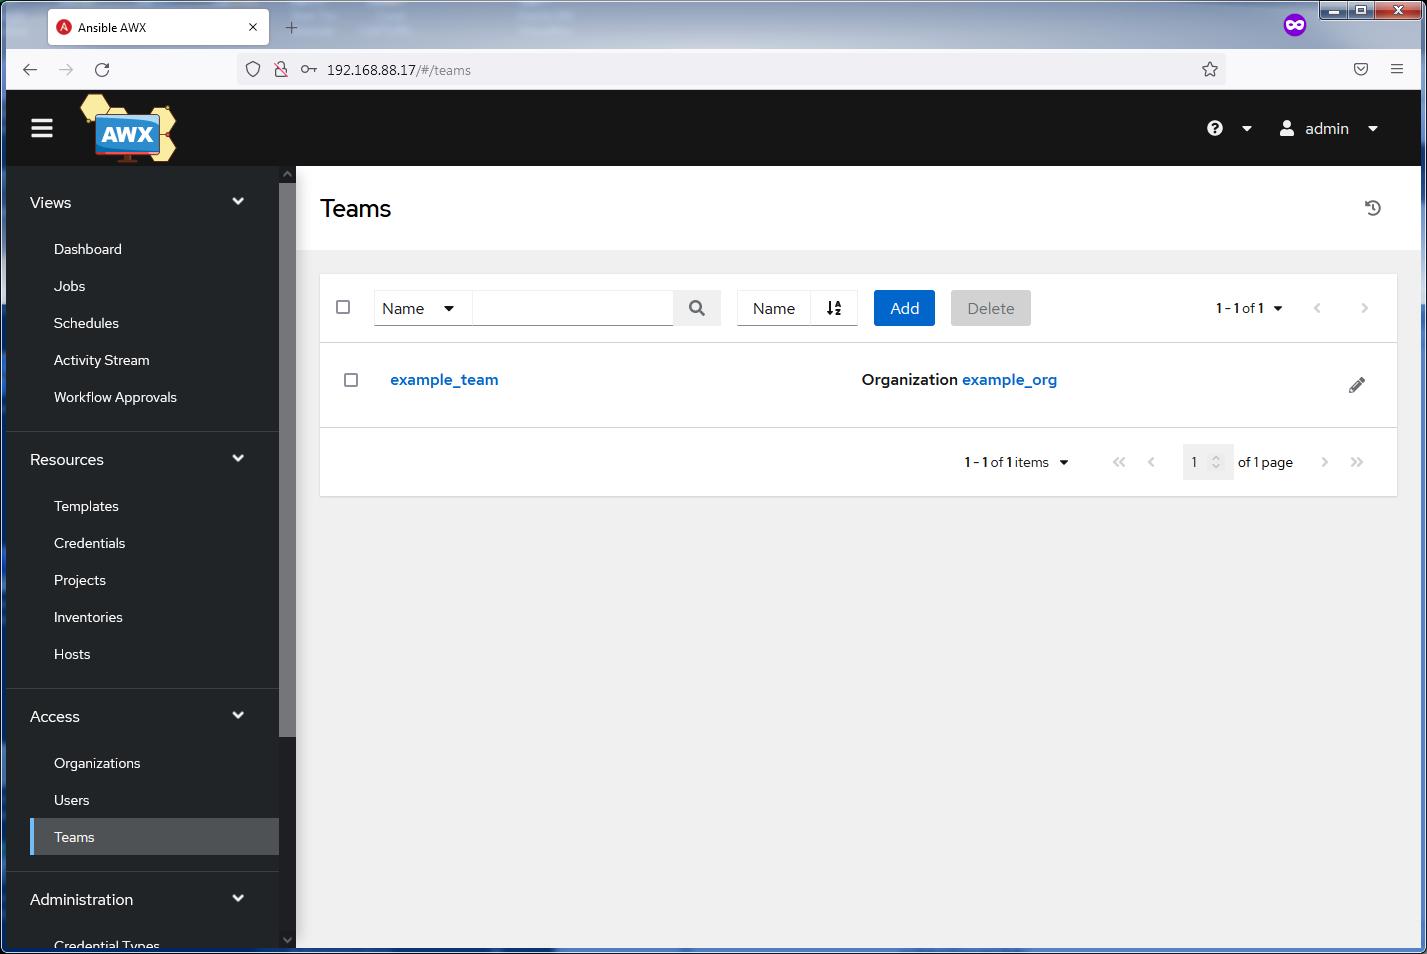 Ansible AWX
192.168.88.17/#/teams
AWX
admin
Views
Dashboard
Jobs
Schedules
Activity Stream
Workflow Approvals
Resources
Templates
Credentials
Projects
Inventories
Hosts
Access
Organizations
Users
Teams
Administration
Credential Types
Teams
Name
Name
Add
Delete
1 - 1 of 1
example_team
Organization example_org
1 - 1 of 1 items
1 of 1 page